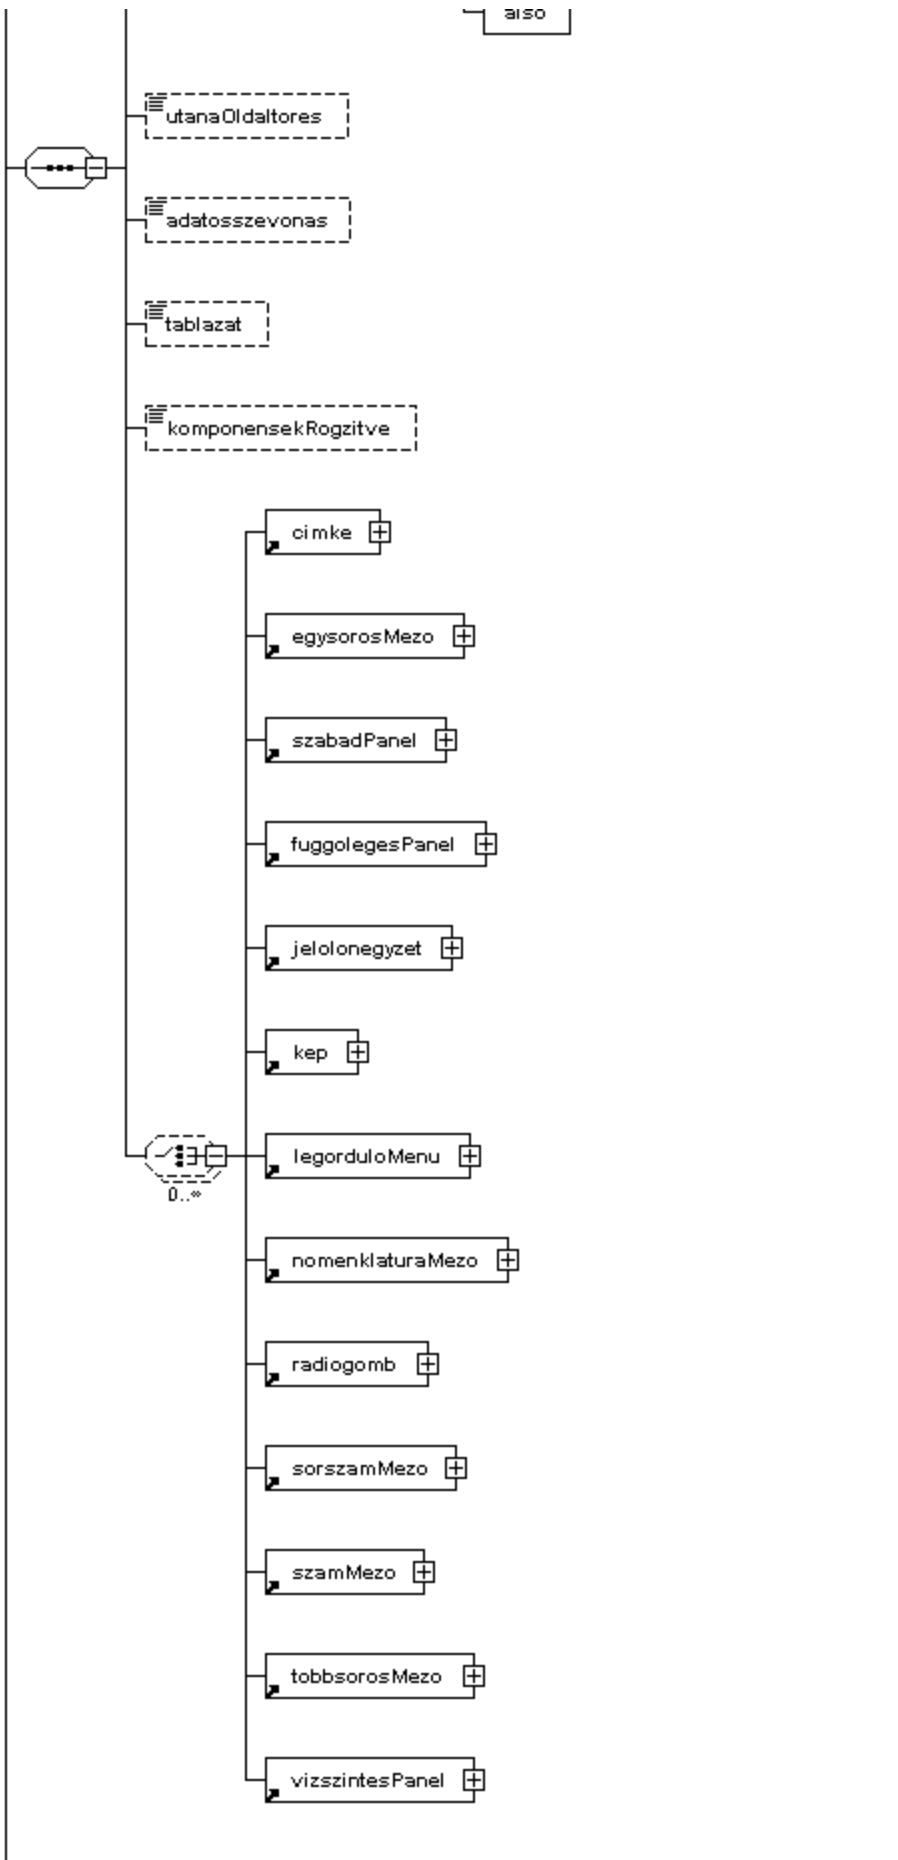 also
utanaOldaltores
adatosszevonas
tablazat
komponensekRogzitve
cimke
egysorosMezo
szabadPanel
fuggolegesPanel
jelolonegyzet
kep
legorduloMenu
0..∞
nomenklaturaMezo
radiogomb
sorszamMezo
szamMezo
tobbsorosMezo
vizszintesPanel